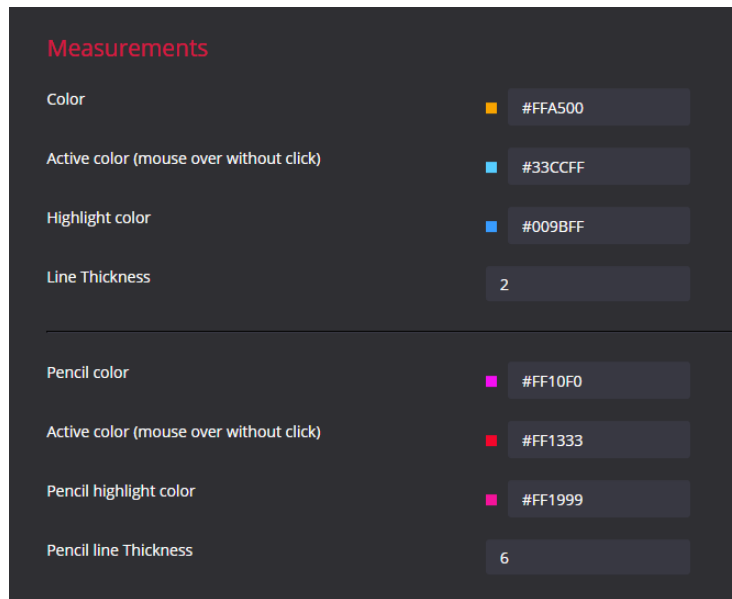 Measurements
Color #FFA500
Active color (mouse over without click) #33CCFF
Highlight color #009BFF
Line Thickness 2
Pencil color #FF10F0
Active color (mouse over without click) #FF1333
Pencil highlight color #FF1999
Pencil line Thickness 6